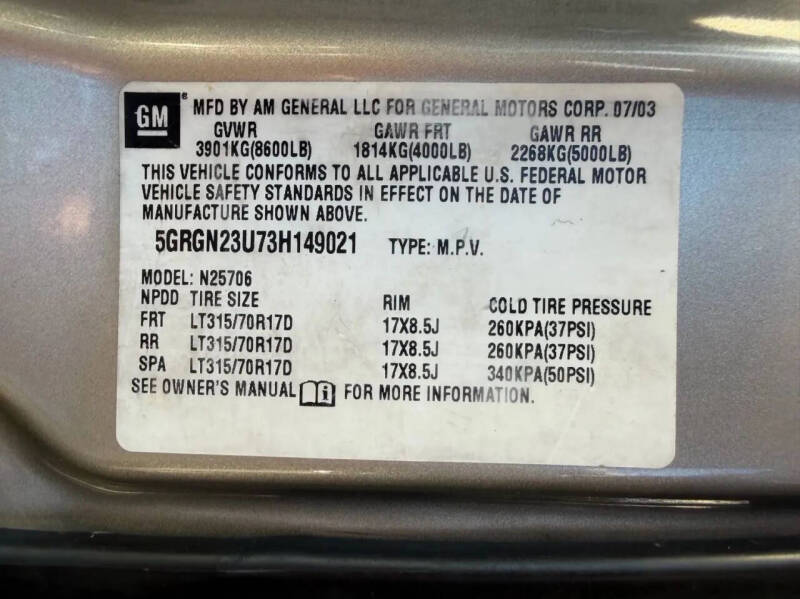 GM ® MFD BY AM GENERAL LLC FOR GENERAL MOTORS CORP. 07/03
GVWR GAWR FRT GAWR RR
3901KG(8600LB) 1814KG(4000LB) 2268KG(5000LB)
THIS VEHICLE CONFORMS TO ALL APPLICABLE U.S. FEDERAL MOTOR
VEHICLE SAFETY STANDARDS IN EFFECT ON THE DATE OF
MANUFACTURE SHOWN ABOVE.
5GRGN23U73H149021 TYPE: M.P.V.
MODEL: N25706
NPDD TIRE SIZE RIM COLD TIRE PRESSURE
FRT LT315/70R17D 17X8.5J 260KPA(37PSI)
RR LT315/70R17D 17X8.5J 260KPA(37PSI)
SPA LT315/70R17D 17X8.5J 340KPA(50PSI)
SEE OWNER'S MANUAL i FOR MORE INFORMATION.